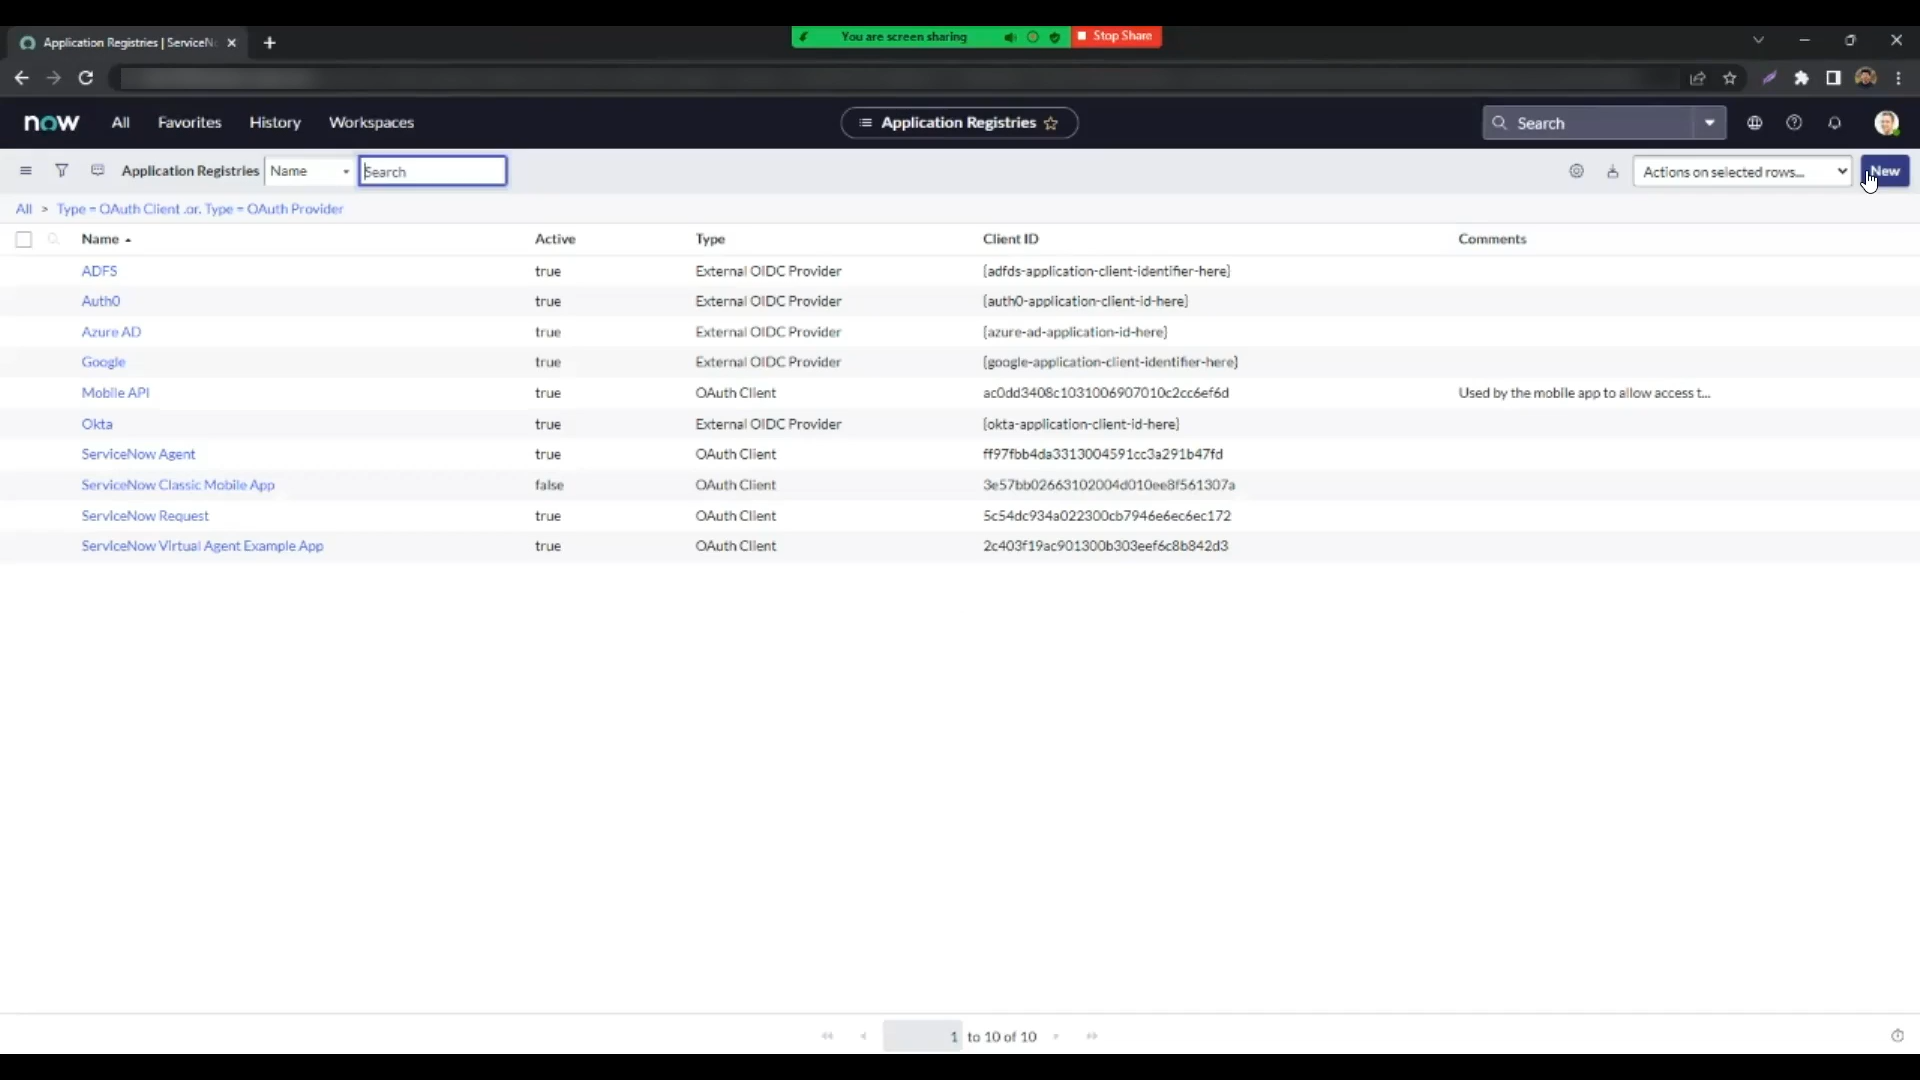 Application Registries | ServiceN
You are screen sharing
Stop Share
now All Favorites History Workspaces
Application Registries
Search
Application Registries Name Search
Actions on selected rows... New
All > Type = OAuth Client .or. Type = OAuth Provider
Name Active Type Client ID Comments
ADFS true External OIDC Provider {adfds-application-client-identifier-here}
Auth0 true External OIDC Provider {auth0-application-client-id-here}
Azure AD true External OIDC Provider {azure-ad-application-id-here}
Google true External OIDC Provider {google-application-client-identifier-here}
Mobile API true OAuth Client ac0dd3408c1031006907010c2cc6ef6d Used by the mobile app to allow access t...
Okta true External OIDC Provider {okta-application-client-id-here}
ServiceNow Agent true OAuth Client ff97fbb4da3313004591cc3a291b47fd
ServiceNow Classic Mobile App false OAuth Client 3e57bb02663102004d010ee8f561307a
ServiceNow Request true OAuth Client 5c54dc934a022300cb7946e6ec6ec172
ServiceNow Virtual Agent Example App true OAuth Client 2c403f19ac901300b303eef6c8b842d3
1 to 10 of 10